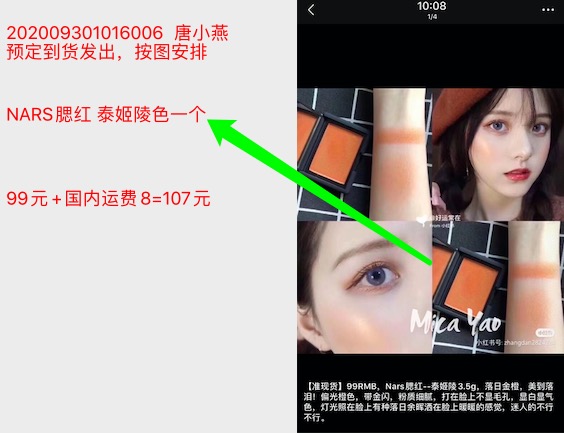 202009301016006 唐小燕
预定到货发出，按图安排
NARS腮红 泰姬陵色一个
99元+国内运费8=107元
10:08
1/4
@好运常在
Mica Yao
小红书号: zhangdan
【准现货】99RMB，Nars腮红--泰姬陵3.5g，落日金橙，美到落
泪！偏光橙色，带金闪，粉质细腻，打在脸上不显毛孔，显白显气
色，灯光照在脸上有种落日余晖洒在脸上暖暖的感觉，迷人的不行
不行。